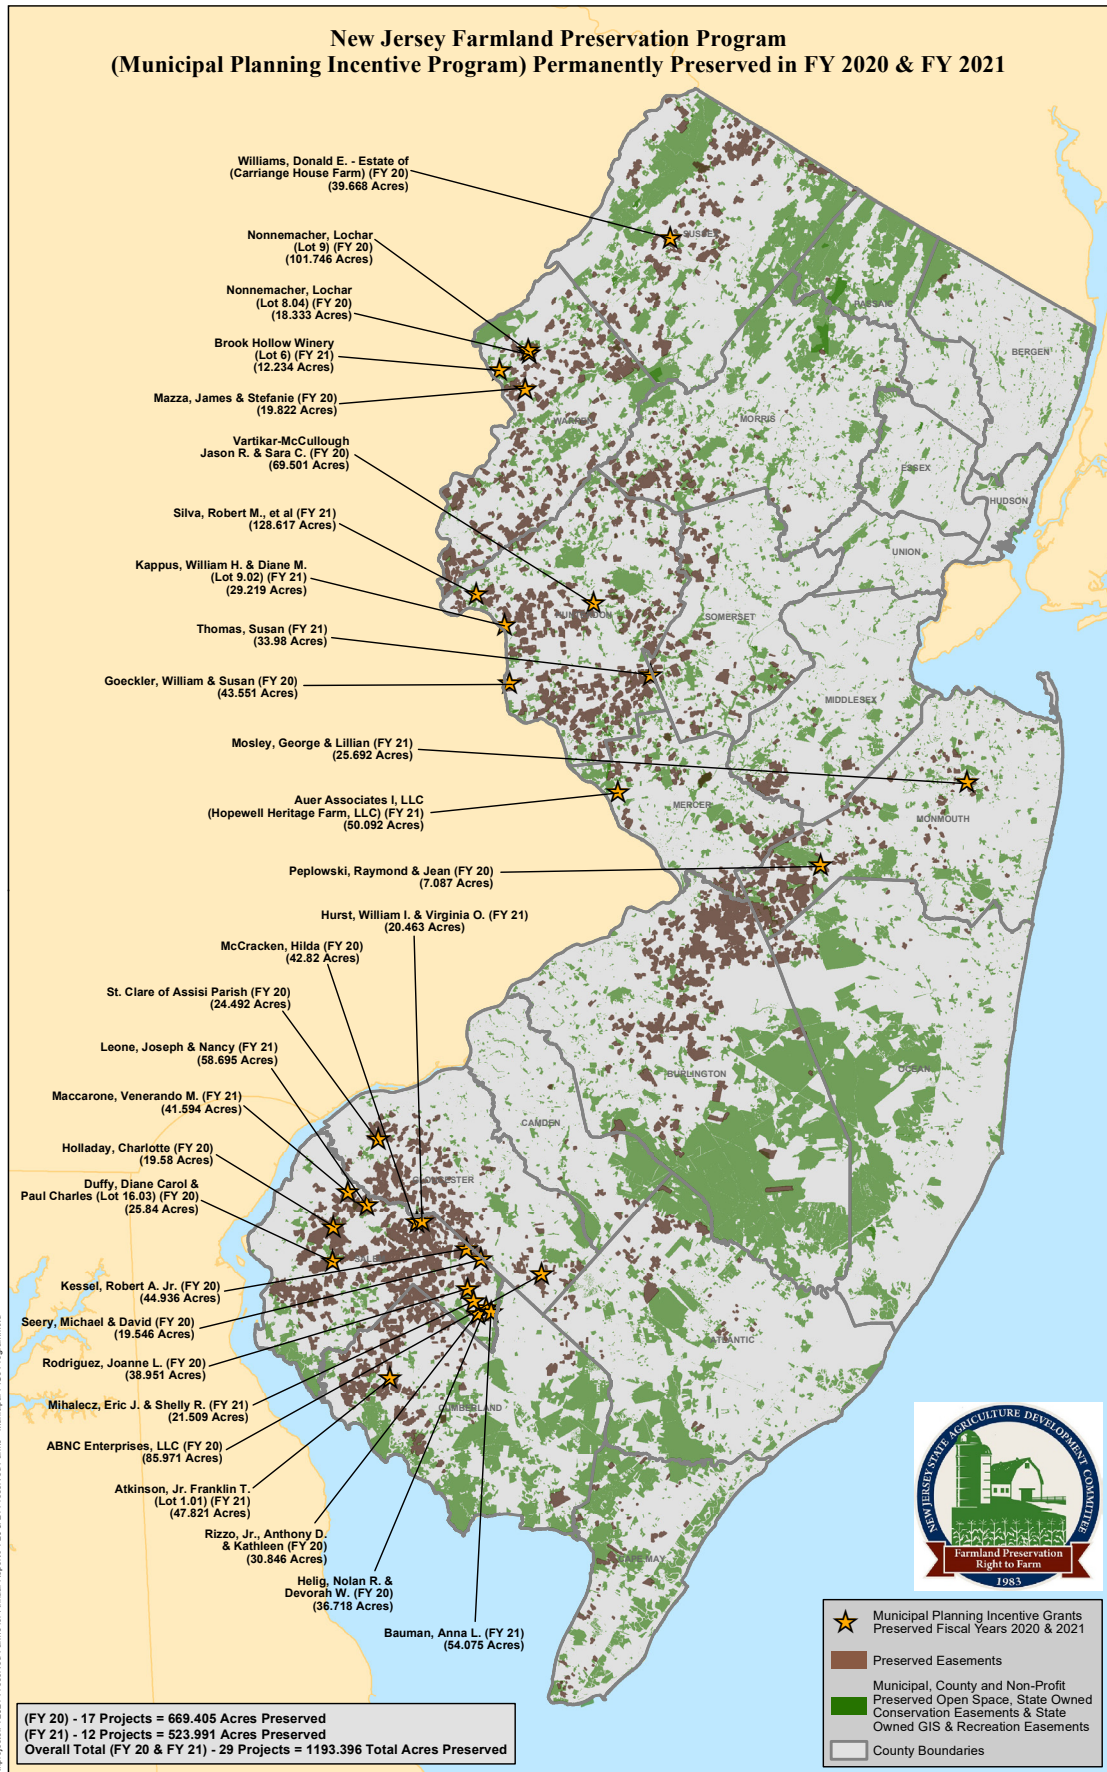 New Jersey Farmland Preservation Program
(Municipal Planning Incentive Program) Permanently Preserved in FY 2020 & FY 2021
Williams, Donald E. - Estate of
(Carriange House Farm) (FY 20)
(39.668 Acres)
Nonnemacher, Lochar
(Lot 9) (FY 20)
(101.746 Acres)
Nonnemacher, Lochar
(Lot 8.04) (FY 20)
(18.333 Acres)
Brook Hollow Winery
(Lot 6) (FY 21)
(12.234 Acres)
Mazza, James & Stefanie (FY 20)
(19.822 Acres)
Vartikar-McCullough
Jason R. & Sara C. (FY 20)
(69.501 Acres)
Silva, Robert M., et al (FY 21)
(128.617 Acres)
Kappus, William H. & Diane M.
(Lot 9.02) (FY 21)
(29.219 Acres)
Thomas, Susan (FY 21)
(33.98 Acres)
Goeckler, William & Susan (FY 20)
(43.551 Acres)
Mosley, George & Lillian (FY 21)
(25.692 Acres)
Auer Associates I, LLC
(Hopewell Heritage Farm, LLC) (FY 21)
(50.092 Acres)
Peplowski, Raymond & Jean (FY 20)
(7.087 Acres)
Hurst, William I. & Virginia O. (FY 21)
(20.463 Acres)
McCracken, Hilda (FY 20)
(42.82 Acres)
St. Clare of Assisi Parish (FY 20)
(24.492 Acres)
Leone, Joseph & Nancy (FY 21)
(58.695 Acres)
Maccarone, Venerando M. (FY 21)
(41.594 Acres)
Holladay, Charlotte (FY 20)
(19.58 Acres)
Duffy, Diane Carol &
Paul Charles (Lot 16.03) (FY 20)
(25.84 Acres)
Kessel, Robert A. Jr. (FY 20)
(44.936 Acres)
Seery, Michael & David (FY 20)
(19.546 Acres)
Rodriguez, Joanne L. (FY 20)
(38.951 Acres)
Mihalecz, Eric J. & Shelly R. (FY 21)
(21.509 Acres)
ABNC Enterprises, LLC (FY 20)
(85.971 Acres)
Atkinson, Jr. Franklin T.
(Lot 1.01) (FY 21)
(47.821 Acres)
Rizzo, Jr., Anthony D.
& Kathleen (FY 20)
(30.846 Acres)
Helig, Nolan R. &
Devorah W. (FY 20)
(36.718 Acres)
Bauman, Anna L. (FY 21)
(54.075 Acres)
SUSSEX
PASSAIC
BERGEN
WARREN
MORRIS
ESSEX
HUDSON
UNION
HUNTERDON
SOMERSET
MIDDLESEX
MERCER
MONMOUTH
OCEAN
BURLINGTON
CAMDEN
GLOUCESTER
SALEM
ATLANTIC
CUMBERLAND
CAPE MAY
NEW JERSEY STATE AGRICULTURE DEVELOPMENT COMMITTEE
Farmland Preservation
Right to Farm
1983
Municipal Planning Incentive Grants
Preserved Fiscal Years 2020 & 2021
Preserved Easements
Municipal, County and Non-Profit
Preserved Open Space, State Owned
Conservation Easements & State
Owned GIS & Recreation Easements
County Boundaries
(FY 20) - 17 Projects = 669.405 Acres Preserved
(FY 21) - 12 Projects = 523.991 Acres Preserved
Overall Total (FY 20 & FY 21) - 29 Projects = 1193.396 Total Acres Preserved